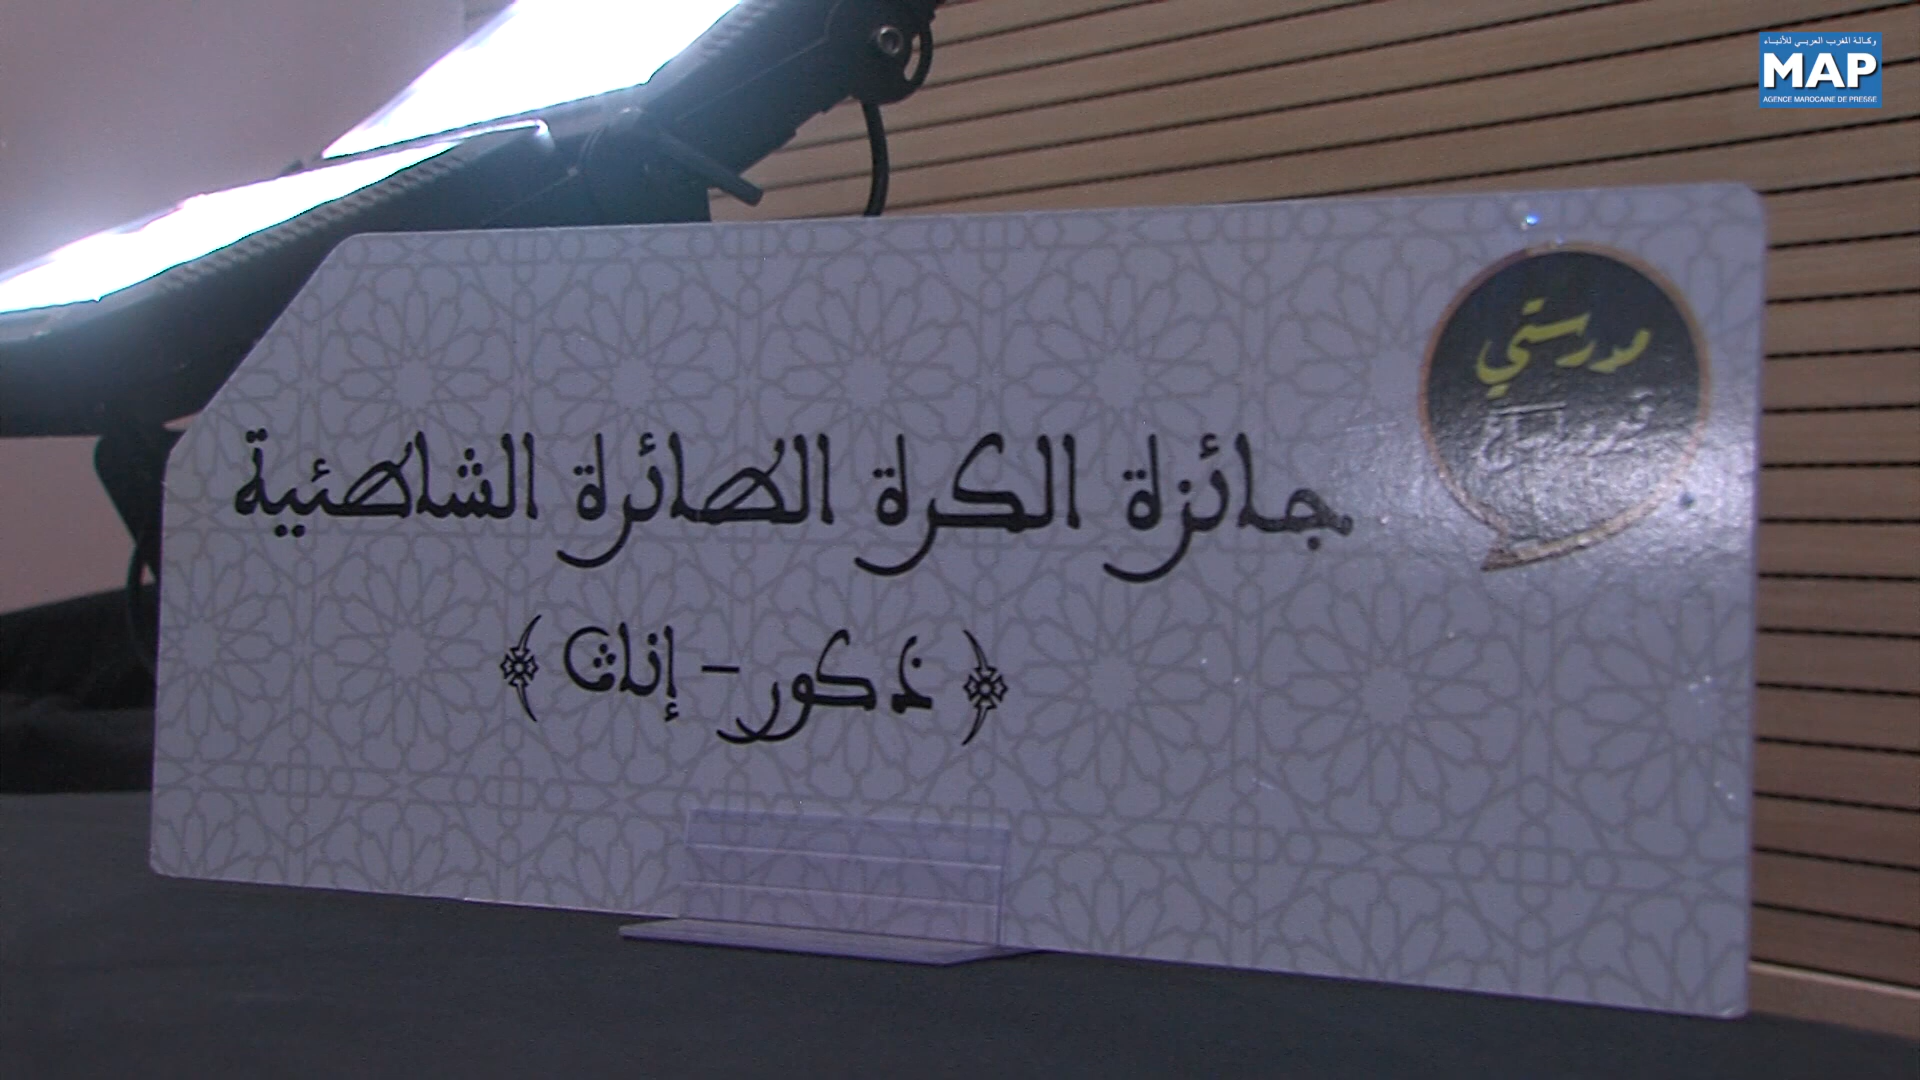 وكالة المغرب العربي للأنباء
MAP
AGENCE MAROCAINE DE PRESSE
مدرستي
جائزة الكرة الطائرة الشاطئية
﴿ ذكور - إناث ﴾